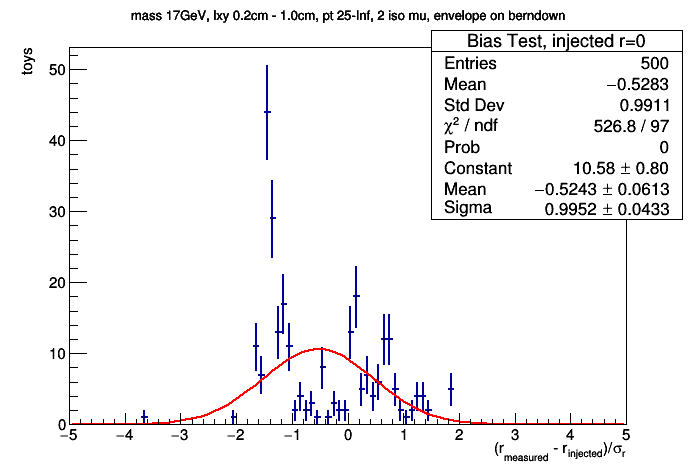 mass 17GeV, lxy 0.2cm - 1.0cm, pt 25-Inf, 2 iso mu, envelope on berndown
toys
Bias Test, injected r=0
Entries 500
Mean −0.5283
Std Dev 0.9911
χ² / ndf 526.8 / 97
Prob 0
Constant 10.58 ± 0.80
Mean −0.5243 ± 0.0613
Sigma 0.9952 ± 0.0433
50
40
30
20
10
0
−5 −4 −3 −2 −1 0 1 2 3 4 5
(r_measured - r_injected)/σ_r